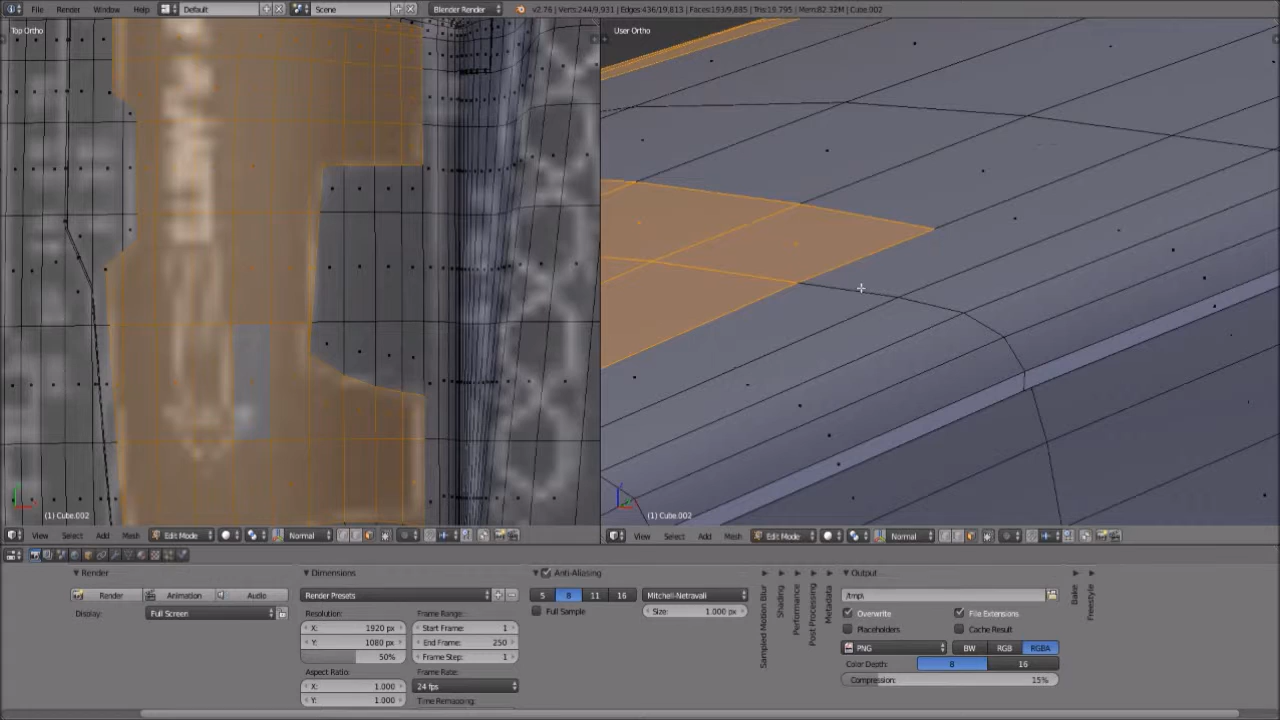 File Render Window Help Default Scene Blender Render v2.76 | Verts:244/9,931 | Edges:436/19,813 | Faces:193/9,885 | Tris:19,795 | Mem:82.32M | Cube.002
Top Ortho
User Ortho
(1) Cube.002
(1) Cube.002
View Select Add Mesh Edit Mode Normal
View Select Add Mesh Edit Mode Normal
Render
Render Animation Audio
Display: Full Screen
Dimensions
Render Presets
Resolution:
X: 1920 px
Y: 1080 px
50%
Aspect Ratio:
X: 1.000
Y: 1.000
Frame Range:
Start Frame: 1
End Frame: 250
Frame Step: 1
Frame Rate:
24 fps
Time Remapping:
Anti-Aliasing
5 8 11 16
Full Sample
Mitchell-Netravali
Size: 1.000 px
Sampled Motion Blur
Shading
Performance
Post Processing
Metadata
Output
/tmp\
Overwrite
File Extensions
Placeholders
Cache Result
PNG BW RGB RGBA
Color Depth: 8 16
Compression: 15%
Bake
Freestyle